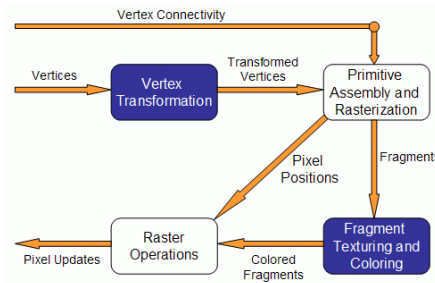 Vertex Connectivity
Vertices
Vertex
Transformation
Transformed
Vertices
Primitive
Assembly and
Rasterization
Pixel
Positions
Fragments
Raster
Operations
Fragment
Texturing and
Coloring
Pixel Updates
Colored
Fragments